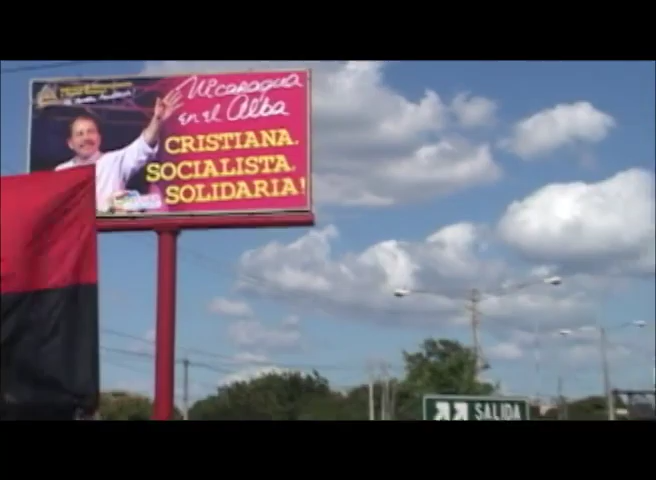 Nicaragua
en el Alba
CRISTIANA.
SOCIALISTA.
SOLIDARIA!
SALIDA